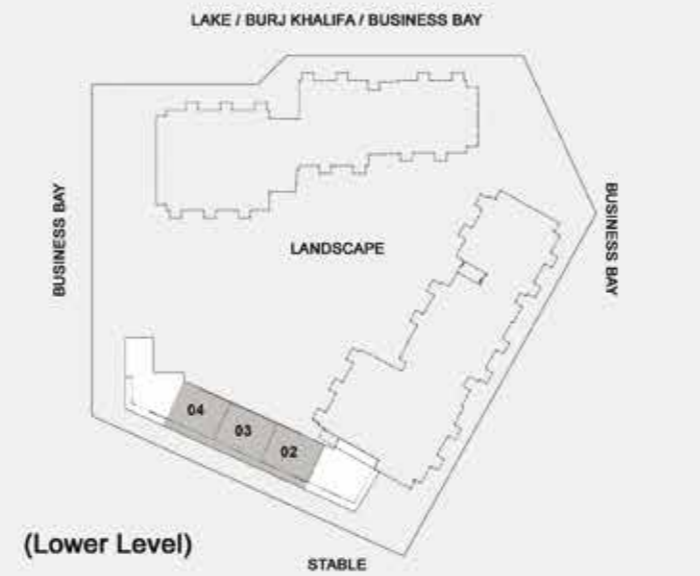 LAKE / BURJ KHALIFA / BUSINESS BAY
BUSINESS BAY
BUSINESS BAY
LANDSCAPE
04
03
02
(Lower Level)
STABLE